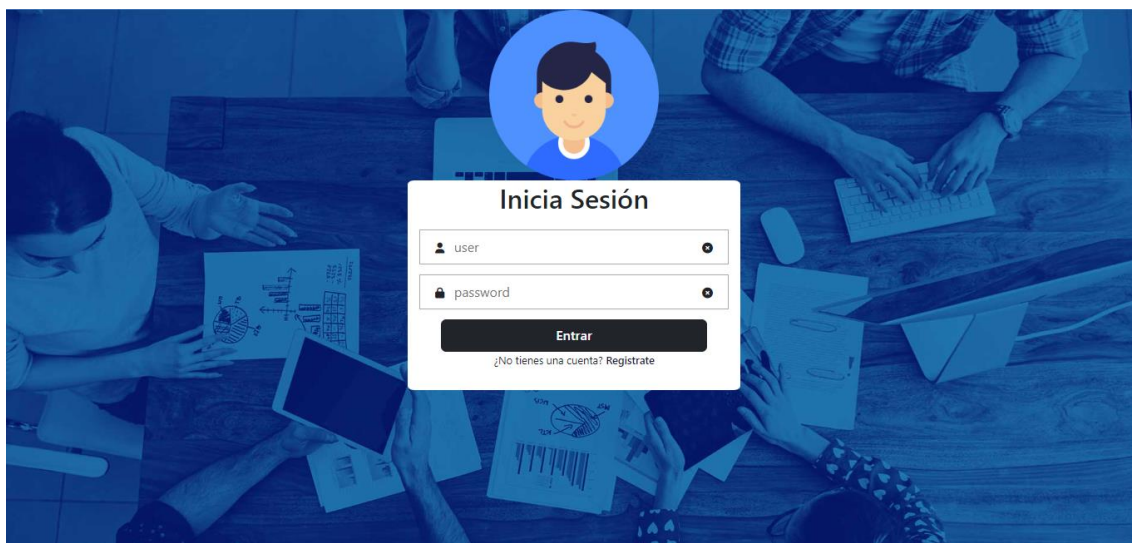 Inicia Sesión
user
password
Entrar
¿No tienes una cuenta? Registrate